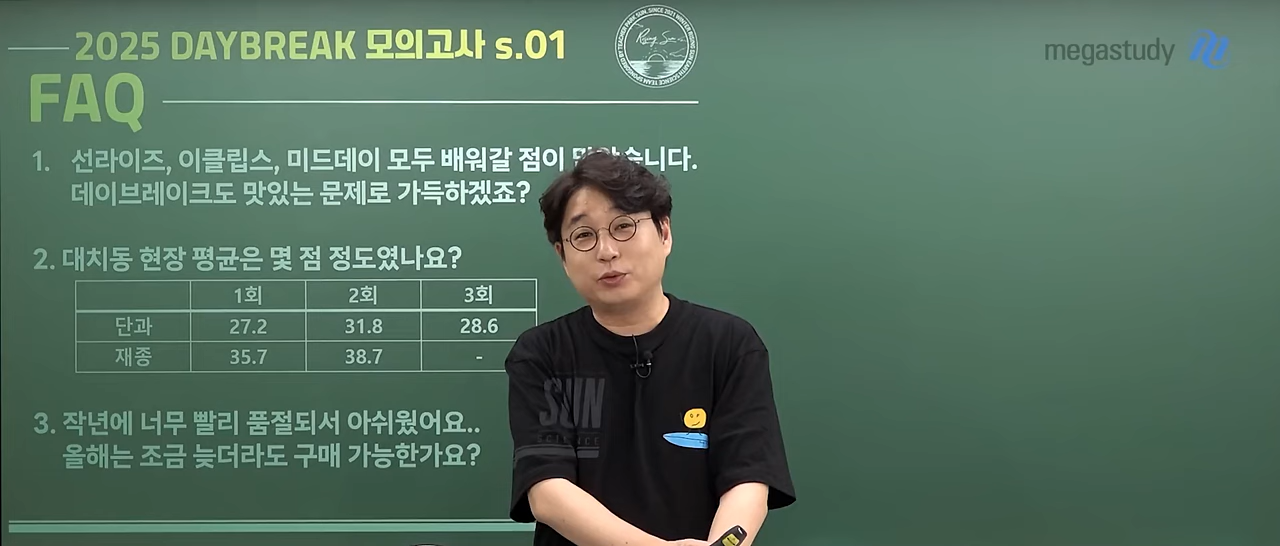 2025 DAYBREAK 모의고사 s.01
megastudy
FAQ
1. 선라이즈, 이클립스, 미드데이 모두 배워갈 점이 습니다.
데이브레이크도 맛있는 문제로 가득하겠죠?
2. 대치동 현장 평균은 몇 점 정도였나요?
1회 2회 3회
단과 27.2 31.8 28.6
재종 35.7 38.7 -
3. 작년에 너무 빨리 품절되서 아쉬웠어요..
올해는 조금 늦더라도 구매 가능한가요?
SUN
SCIENCE